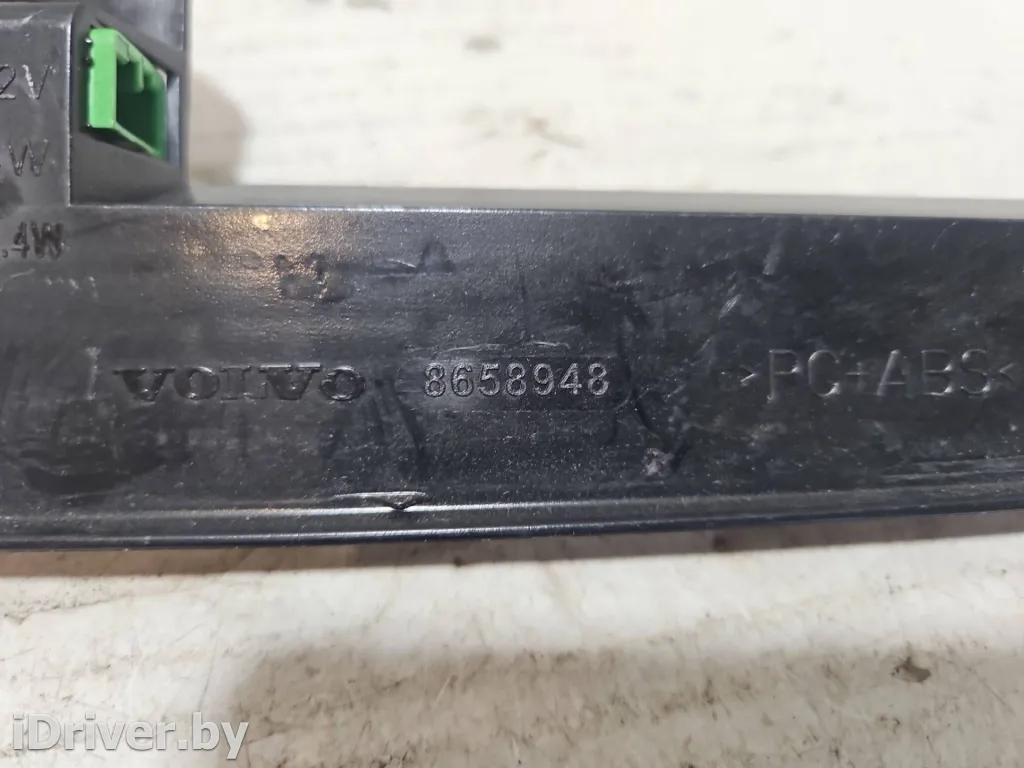 2V
W
.4W
VOLVO 8658948 >PC+ABS<
iDriver.by